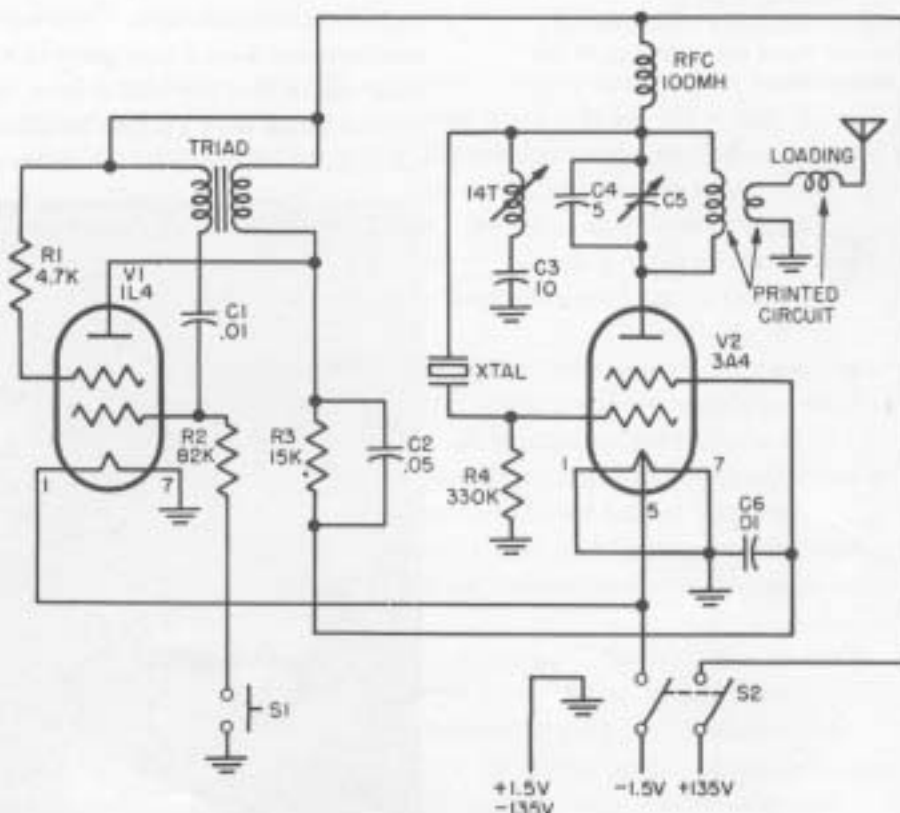 RFC
100MH
TRIAD
LOADING
14T
C4
5
C5
R1
4.7K
V1
1L4
C1
.01
C3
10
PRINTED
CIRCUIT
V2
3A4
XTAL
R2
82K
R3
15K
C2
.05
R4
330K
1
7
1
7
5
C6
D1
S1
S2
+1.5V
-135V
-1.5V
+135V